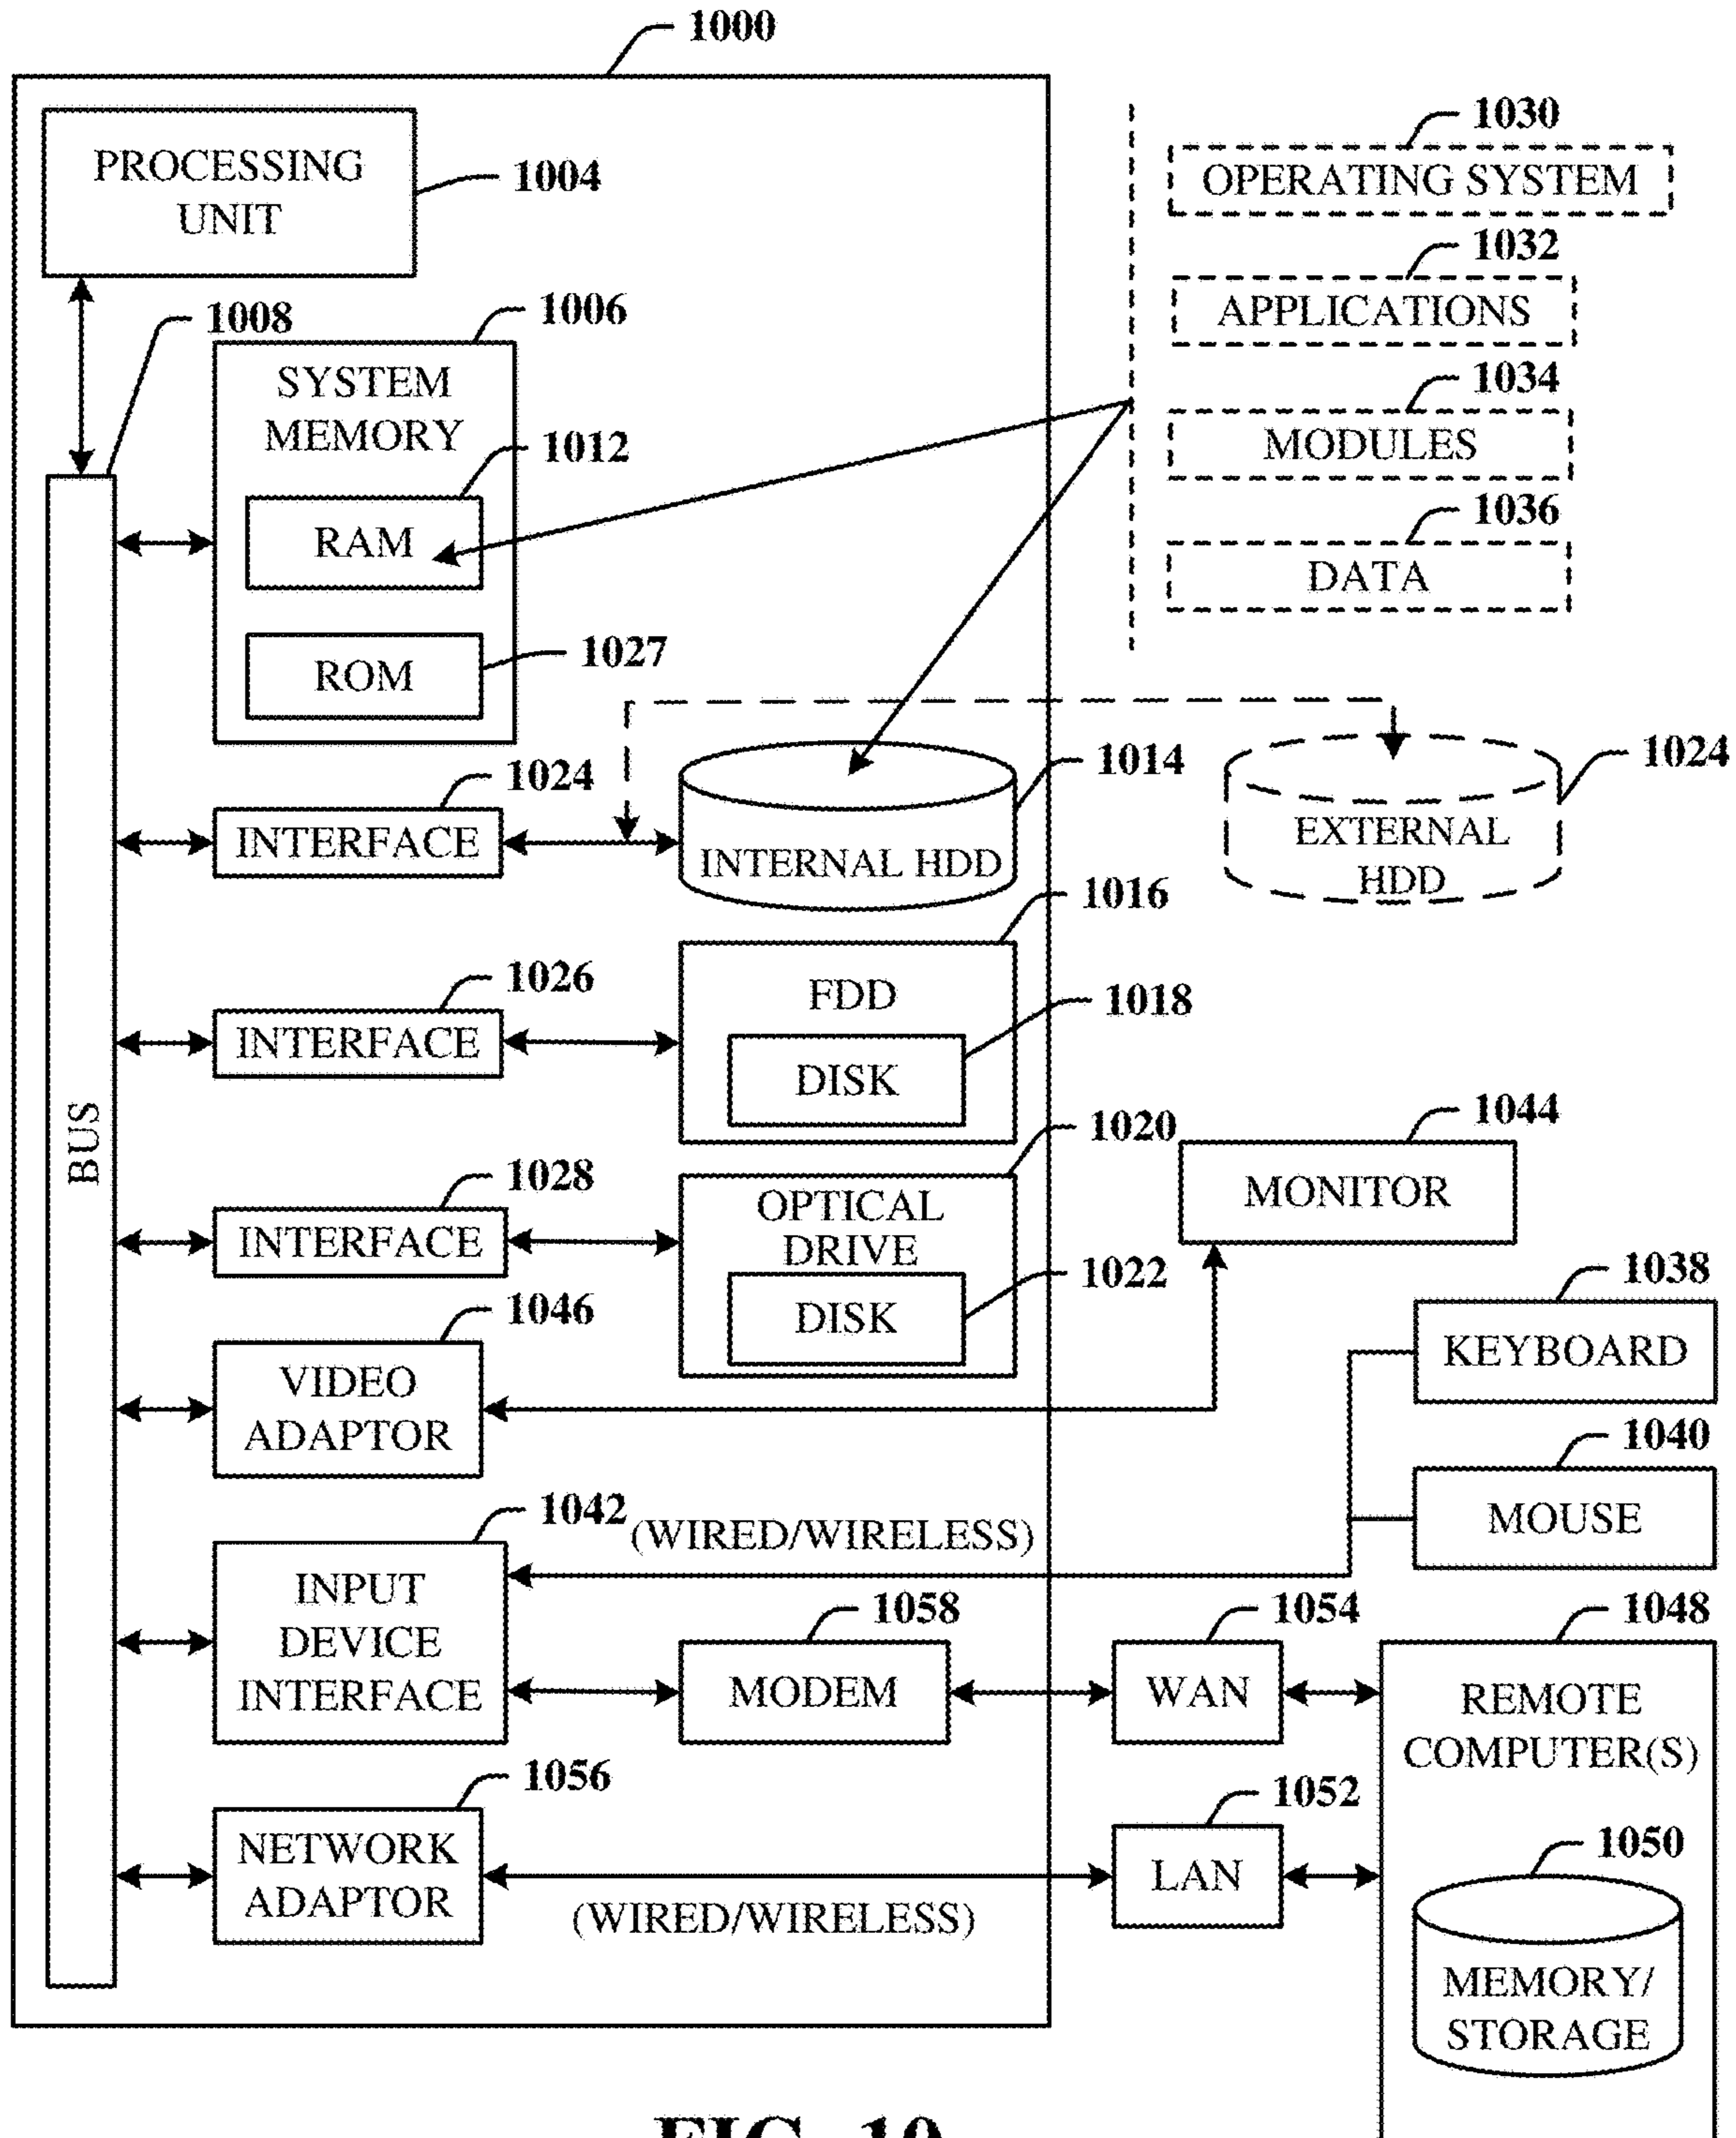 1000
PROCESSING
UNIT
1004
1008
1006
SYSTEM
MEMORY
1012
RAM
ROM
1027
1030
OPERATING SYSTEM
1032
APPLICATIONS
1034
MODULES
1036
DATA
1024
INTERFACE
1014
INTERNAL HDD
1024
EXTERNAL
HDD
1016
1026
INTERFACE
FDD
1018
DISK
BUS
1028
INTERFACE
1020
OPTICAL
DRIVE
1022
DISK
1044
MONITOR
1046
VIDEO
ADAPTOR
1038
KEYBOARD
1040
MOUSE
1042
(WIRED/WIRELESS)
INPUT
DEVICE
INTERFACE
1058
MODEM
1054
WAN
1048
REMOTE
COMPUTER(S)
1056
NETWORK
ADAPTOR
(WIRED/WIRELESS)
1052
LAN
1050
MEMORY/
STORAGE
FIG. 10